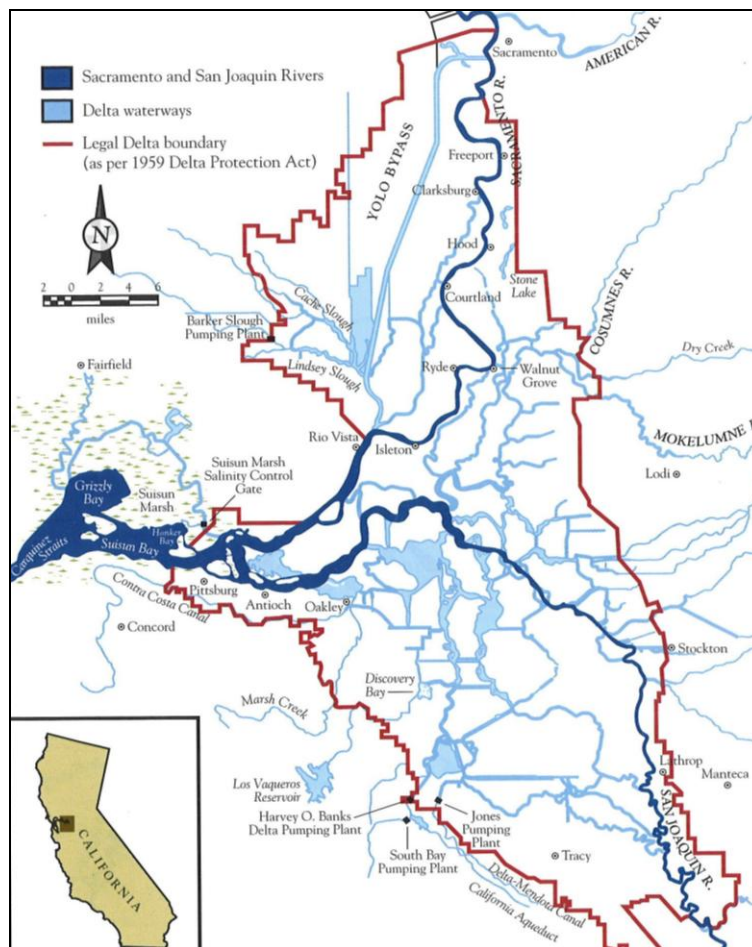 Sacramento
AMERICAN R.
Sacramento and San Joaquin Rivers
Delta waterways
Legal Delta boundary
(as per 1959 Delta Protection Act)
SACRAMENTO R.
YOLO BYPASS
Freeport
Clarksburg
N
Hood
2 0 2 4 6
miles
Stone
Lake
Cache Slough
Courtland
COSUMNES R.
Barker Slough
Pumping Plant
Dry Creek
Lindsey Slough
Fairfield
Ryde
Walnut
Grove
MOKELUMNE
Rio Vista
Isleton
Suisun Marsh
Salinity Control
Gate
Lodi
Grizzly
Bay
Suisun
Marsh
Honker
Bay
Suisun Bay
Carquinez Straits
Pittsburg
Antioch
Oakley
Contra Costa Canal
Concord
Stockton
Discovery
Bay
Marsh Creek
Los Vaqueros
Reservoir
Lathrop
Manteca
Harvey O. Banks
Delta Pumping Plant
Jones
Pumping
Plant
SAN JOAQUIN R.
South Bay
Pumping Plant
Tracy
Delta-Mendota Canal
California Aqueduct
CALIFORNIA